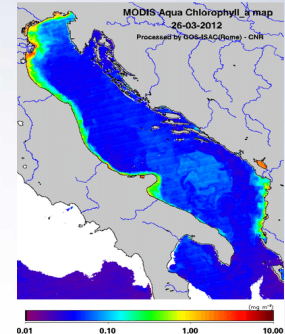 MODIS Aqua Chlorophyll_a map
26-03-2012
Processed by GOS-ISAC(Rome) - CNR
(mg m⁻³)
0.01 0.10 1.00 10.00